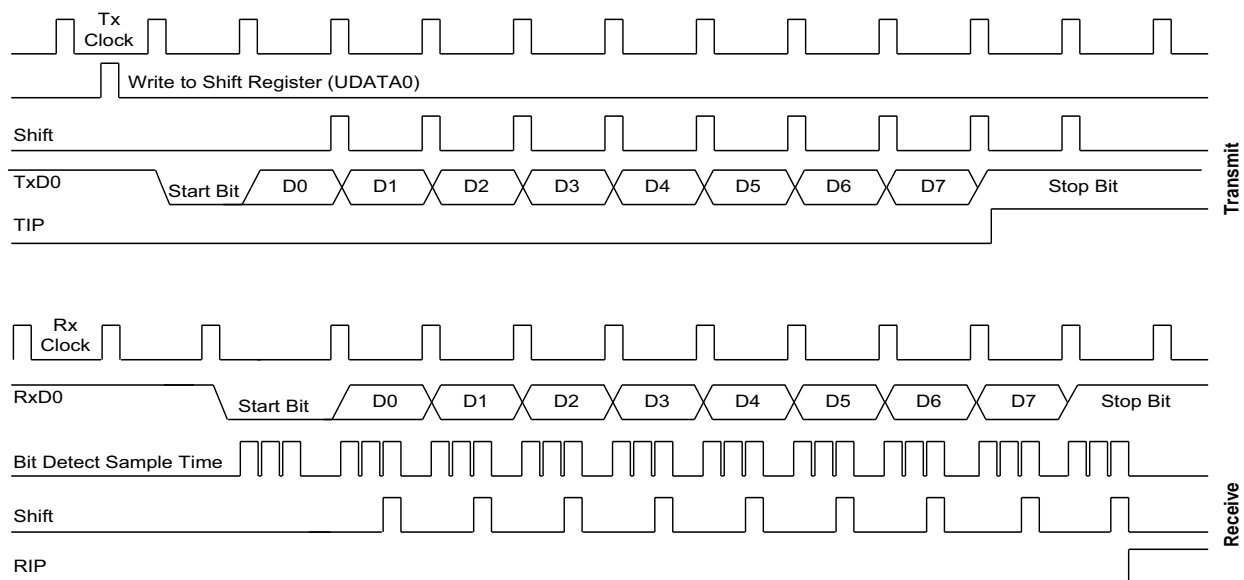 Tx
Clock
Write to Shift Register (UDATA0)
Shift
TxD0
Start Bit
D0
D1
D2
D3
D4
D5
D6
D7
Stop Bit
TIP
Transmit
Rx
Clock
RxD0
Start Bit
D0
D1
D2
D3
D4
D5
D6
D7
Stop Bit
Bit Detect Sample Time
Shift
RIP
Receive